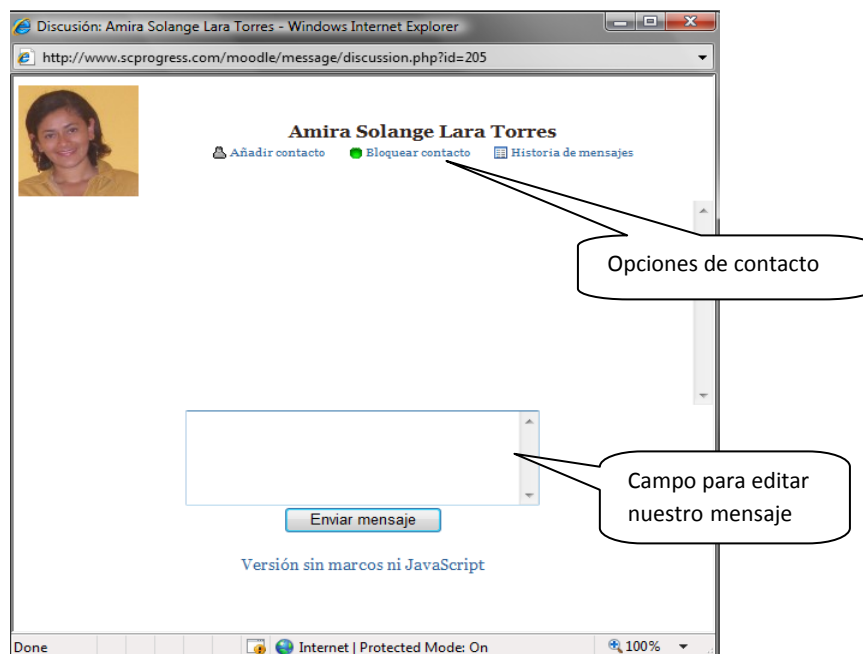 Discusión: Amira Solange Lara Torres - Windows Internet Explorer
http://www.scprogress.com/moodle/message/discussion.php?id=205
Amira Solange Lara Torres
Añadir contacto Bloquear contacto Historia de mensajes
Opciones de contacto
Campo para editar
nuestro mensaje
Enviar mensaje
Versión sin marcos ni JavaScript
Done Internet | Protected Mode: On 100%